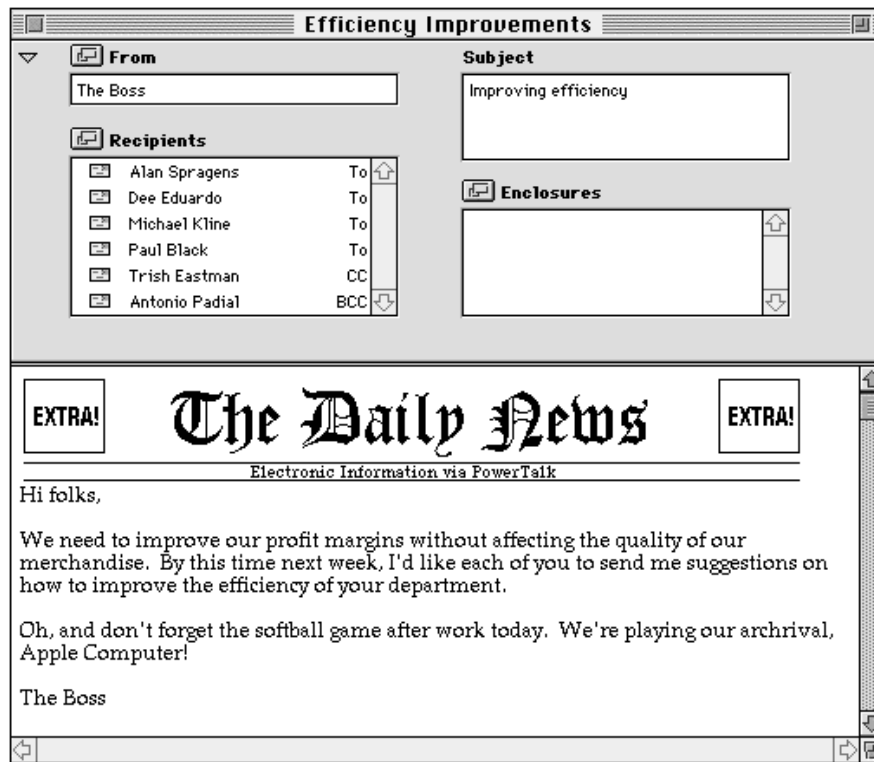 Efficiency Improvements
From
The Boss
Subject
Improving efficiency
Recipients
Alan Spragens To
Dee Eduardo To
Michael Kline To
Paul Black To
Trish Eastman CC
Antonio Padial BCC
Enclosures
EXTRA! The Daily News EXTRA!
Electronic Information via PowerTalk
Hi folks,
We need to improve our profit margins without affecting the quality of our
merchandise.  By this time next week, I'd like each of you to send me suggestions on
how to improve the efficiency of your department.
Oh, and don't forget the softball game after work today.  We're playing our archrival,
Apple Computer!
The Boss